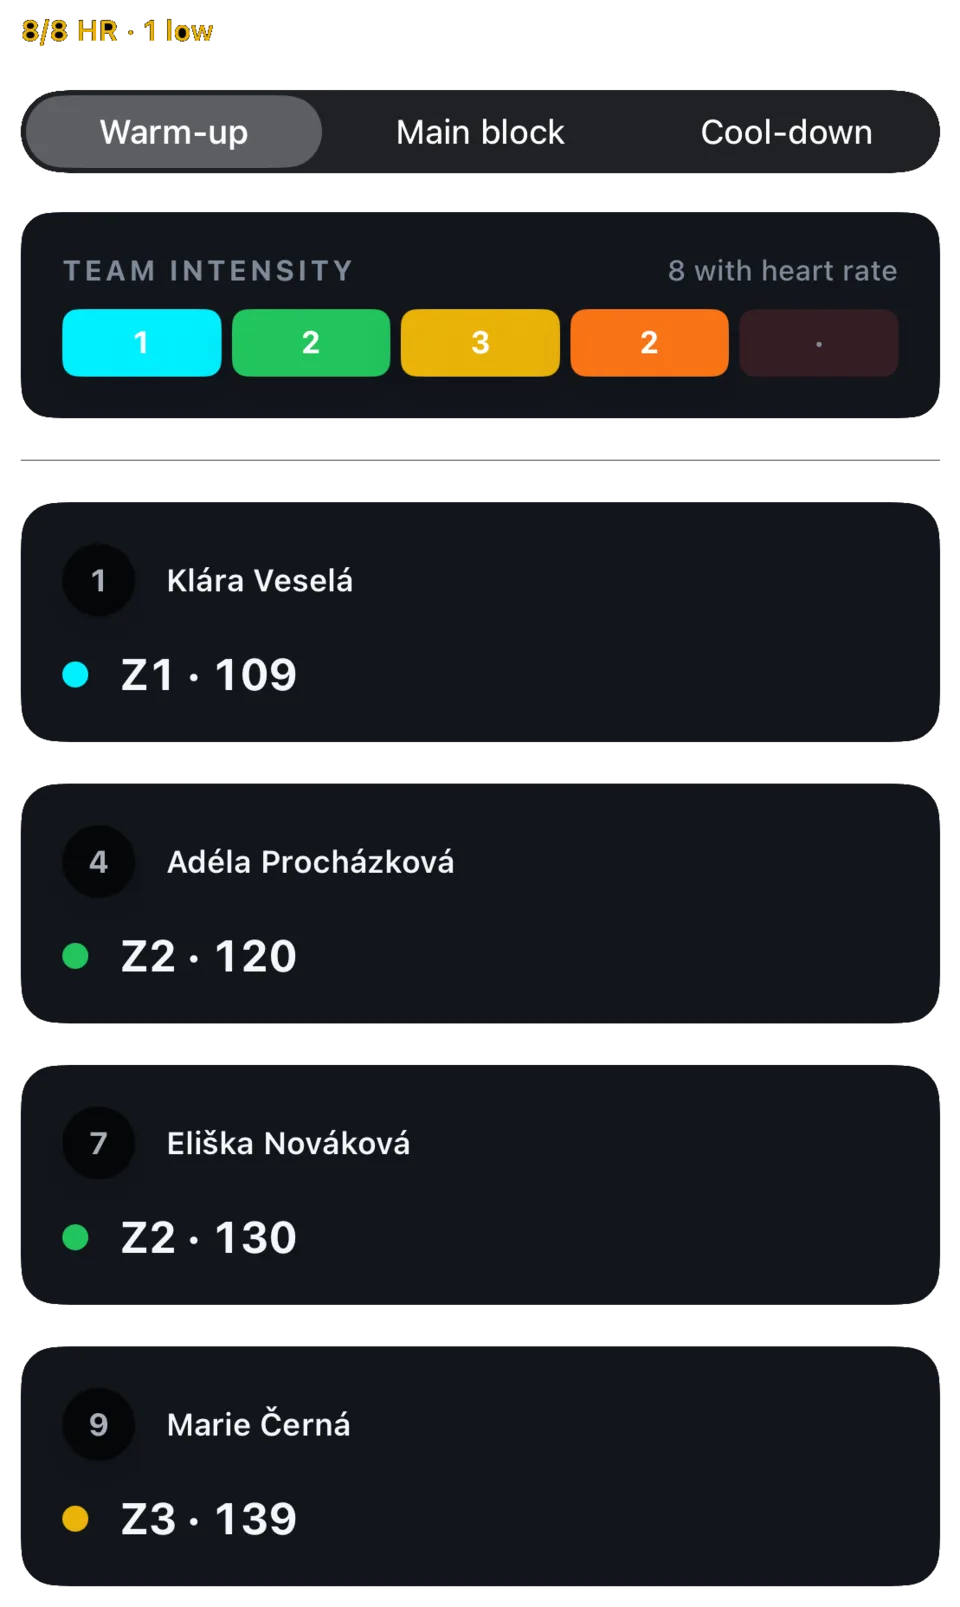 8/8 HR · 1 low
Warm-up Main block Cool-down
TEAM INTENSITY 8 with heart rate
1 2 3 2 ·
1 Klára Veselá
Z1 · 109
4 Adéla Procházková
Z2 · 120
7 Eliška Nováková
Z2 · 130
9 Marie Černá
Z3 · 139